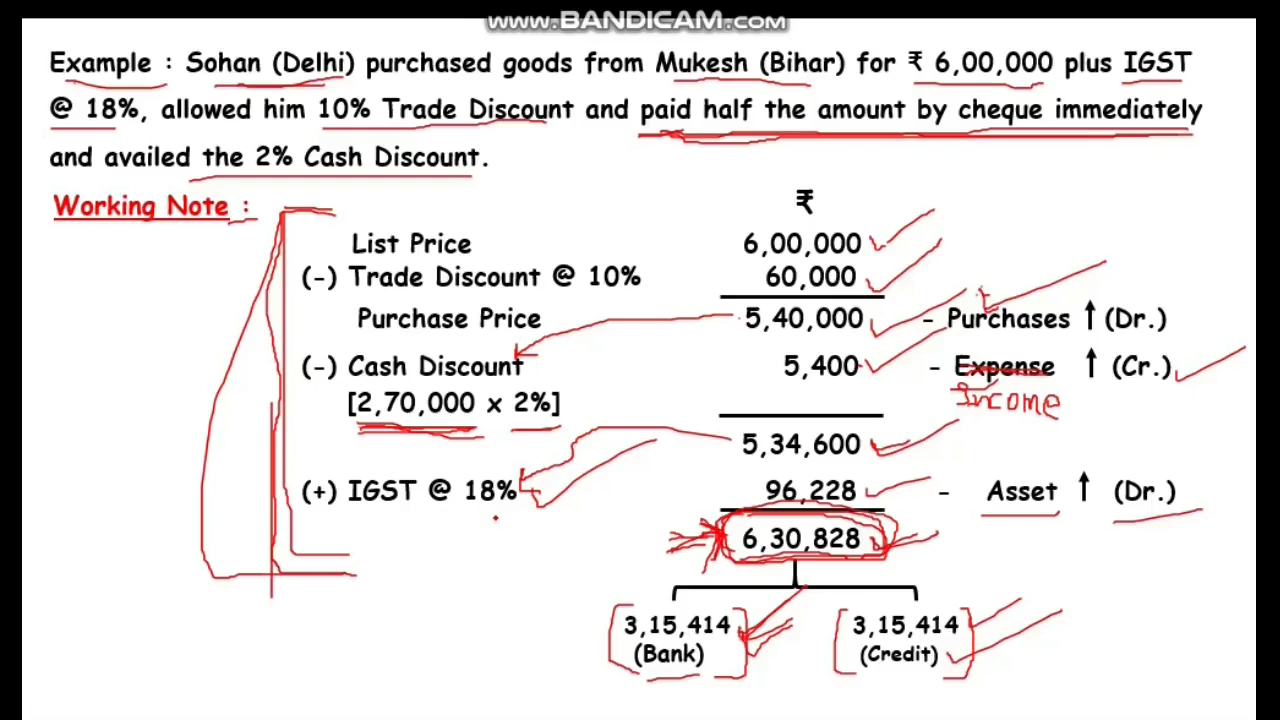 www.BANDICAM.com
Example : Sohan (Delhi) purchased goods from Mukesh (Bihar) for ₹ 6,00,000 plus IGST
@ 18%, allowed him 10% Trade Discount and paid half the amount by cheque immediately
and availed the 2% Cash Discount.
Working Note :
₹
List Price 6,00,000
(-) Trade Discount @ 10% 60,000
Purchase Price 5,40,000 - Purchases ↑ (Dr.)
(-) Cash Discount 5,400 - Expense ↑ (Cr.)
[2,70,000 x 2%] Income
5,34,600
(+) IGST @ 18% 96,228 - Asset ↑ (Dr.)
6,30,828
3,15,414 3,15,414
(Bank) (Credit)